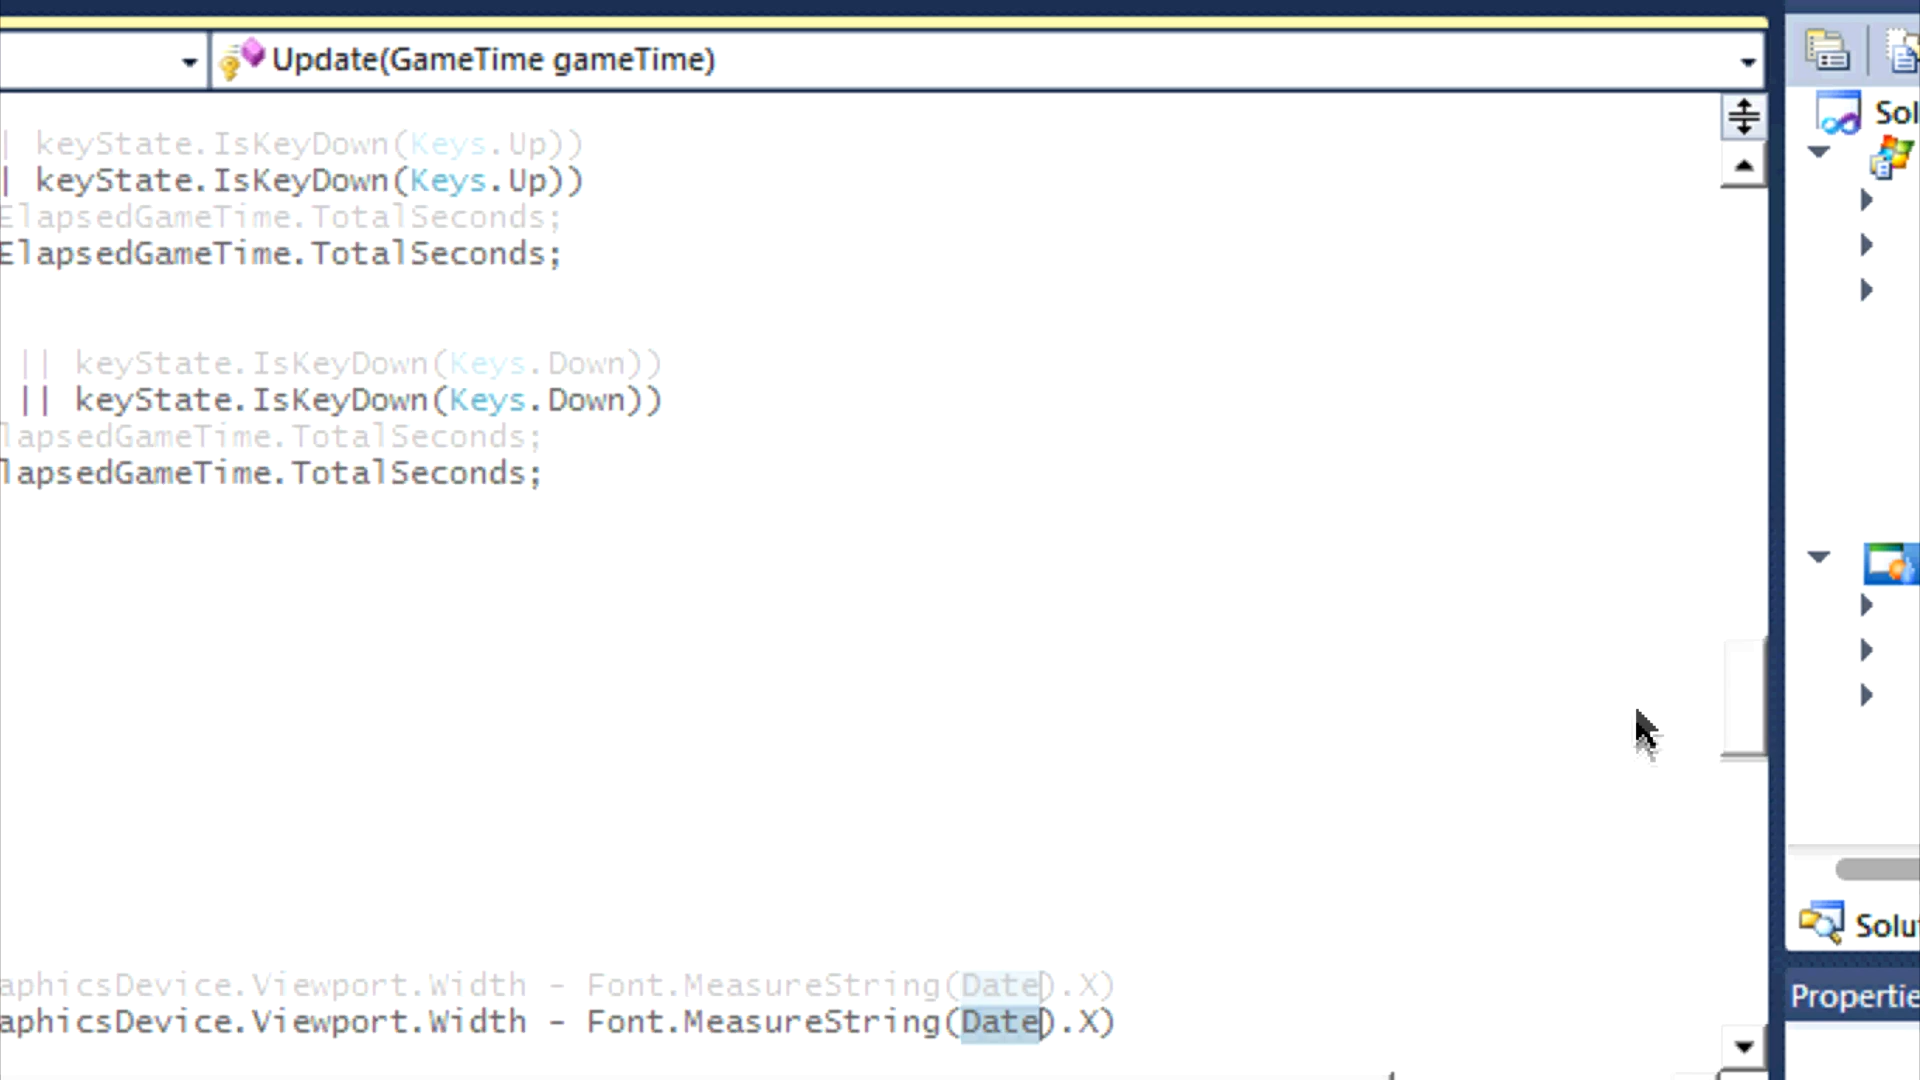 Update(GameTime gameTime)
| keyState.IsKeyDown(Keys.Up))
| keyState.IsKeyDown(Keys.Up))
ElapsedGameTime.TotalSeconds;
ElapsedGameTime.TotalSeconds;
|| keyState.IsKeyDown(Keys.Down))
|| keyState.IsKeyDown(Keys.Down))
lapsedGameTime.TotalSeconds;
lapsedGameTime.TotalSeconds;
aphicsDevice.Viewport.Width - Font.MeasureString(Date).X)
aphicsDevice.Viewport.Width - Font.MeasureString(Date).X)
Sol
Solut
Propertie